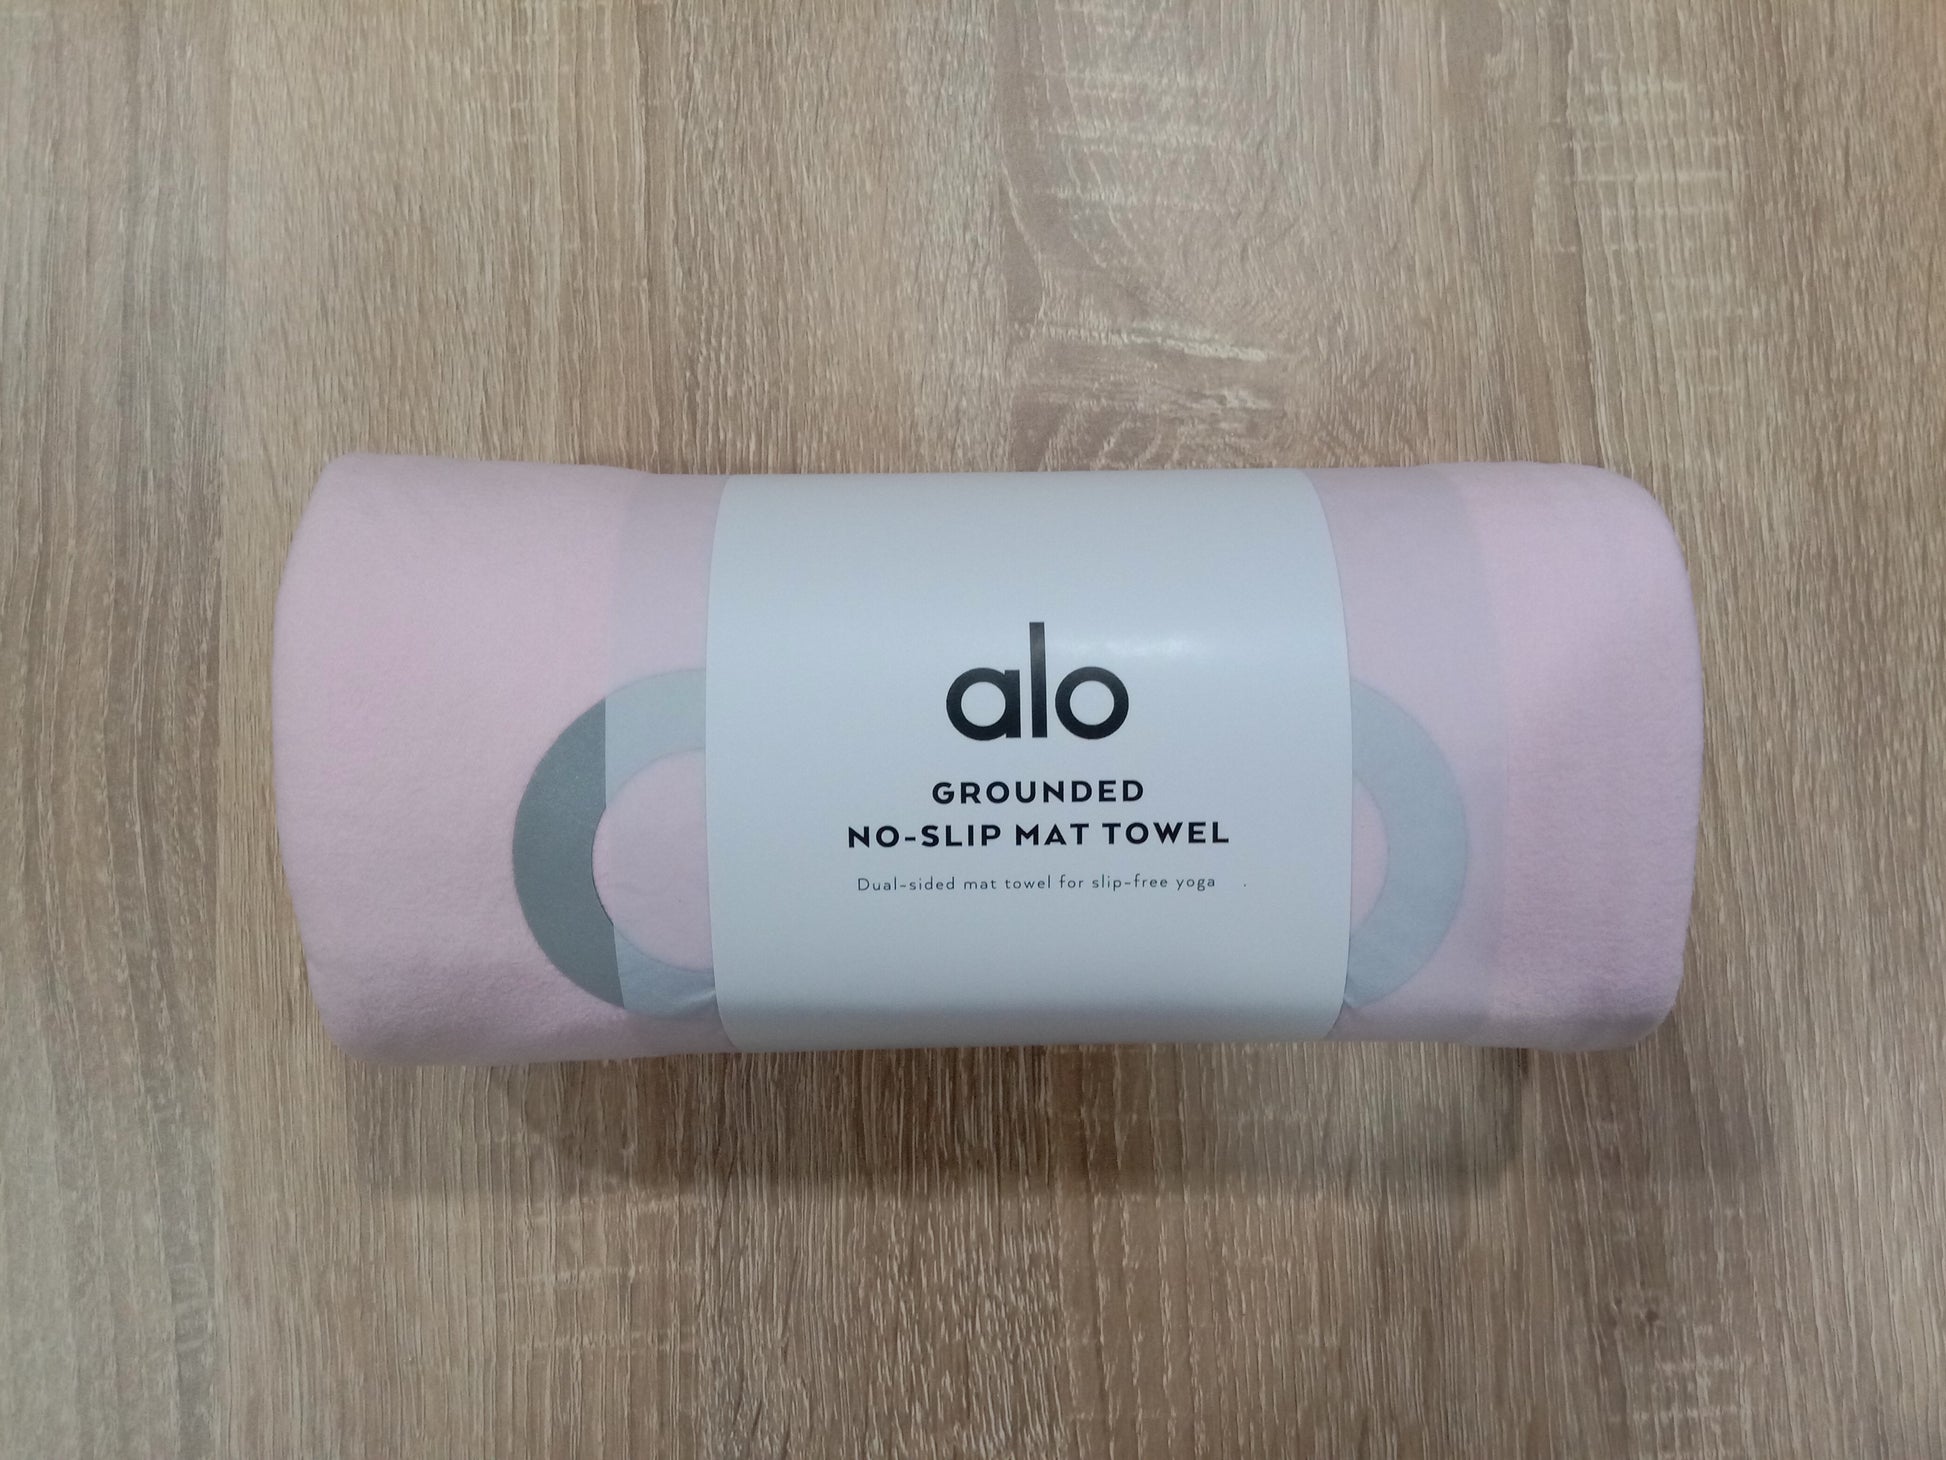 alo
GROUNDED
NO-SLIP MAT TOWEL
Dual-sided mat towel for slip-free yoga